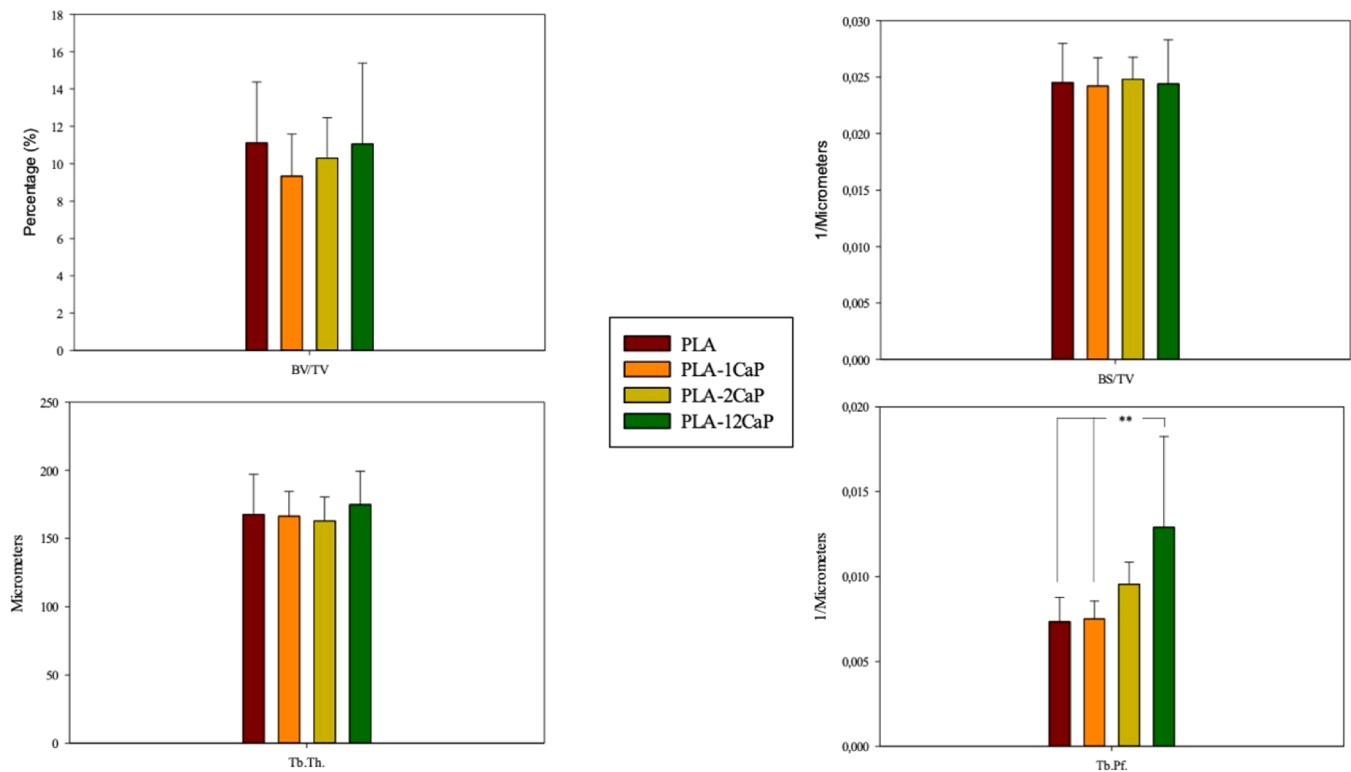 18
16
14
12
10
8
6
4
2
0
Percentage (%)
BV/TV
0,030
0,025
0,020
0,015
0,010
0,005
0,000
1/Micrometers
BS/TV
PLA
PLA-1CaP
PLA-2CaP
PLA-12CaP
250
200
150
100
50
0
Micrometers
Tb.Th.
0,020
0,015
0,010
0,005
0,000
1/Micrometers
**
Tb.Pf.